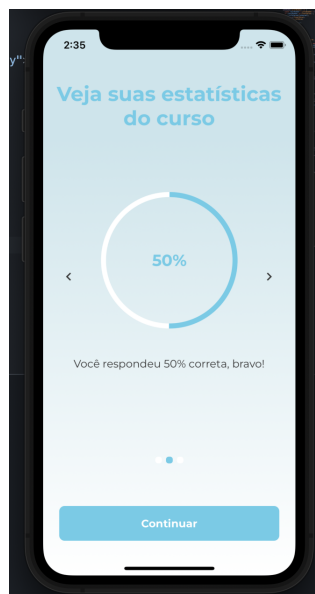 y":
2:35
Veja suas estatísticas
do curso
50%
Você respondeu 50% correta, bravo!
Continuar